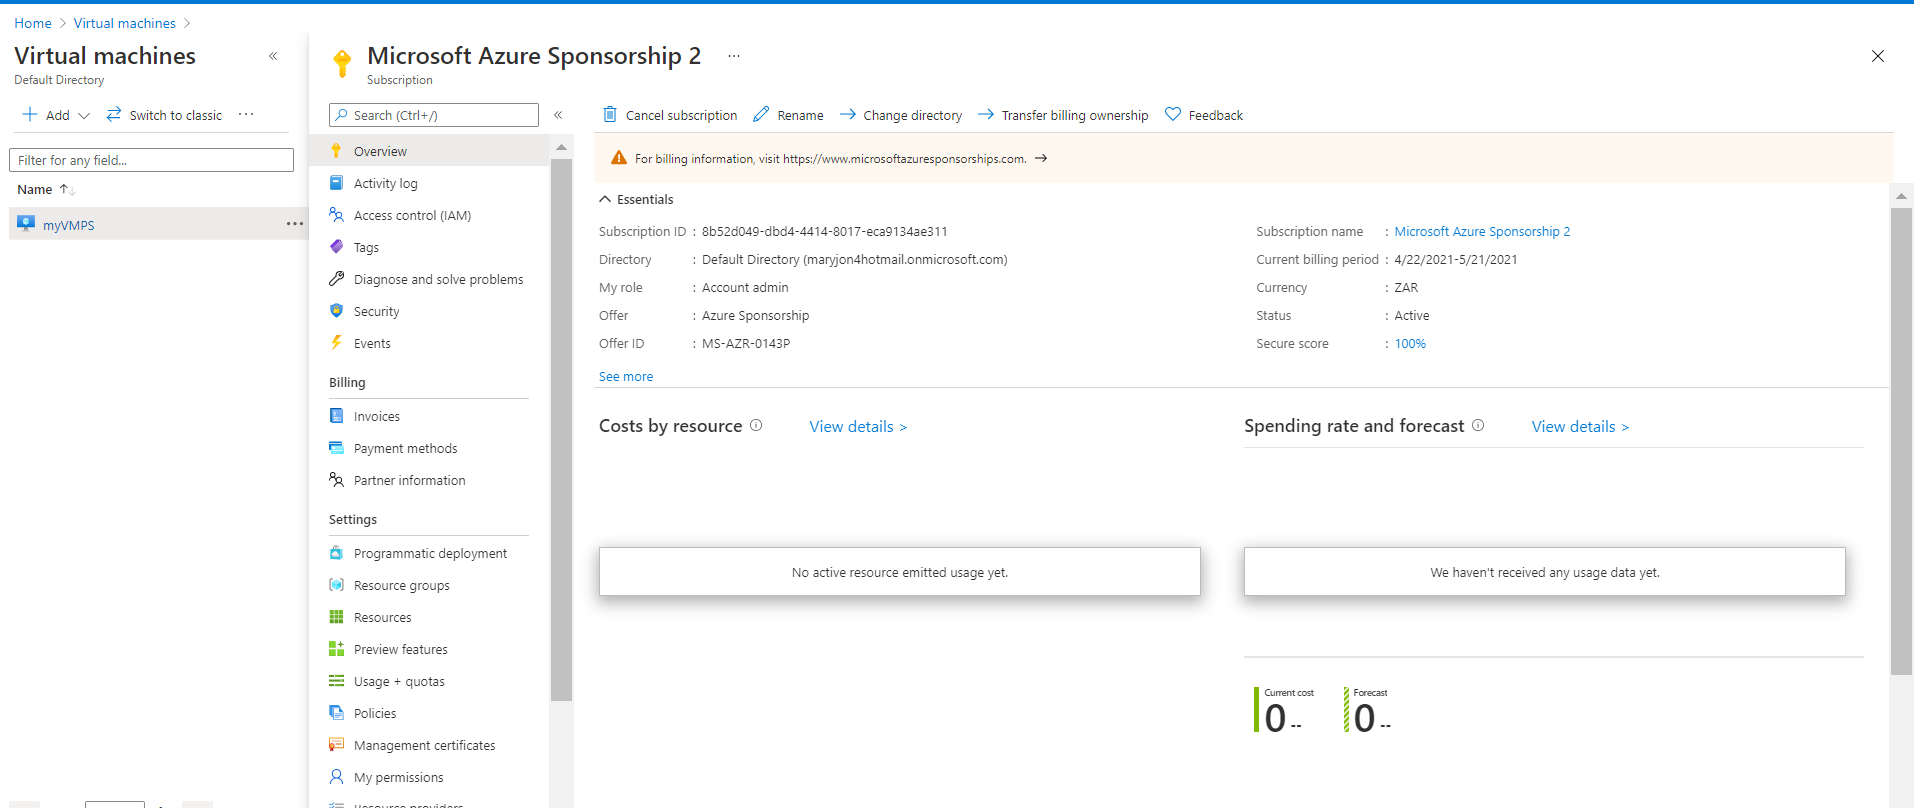 Home > Virtual machines >
Virtual machines «
Default Directory
+ Add Switch to classic ...
Filter for any field...
Name ↑↓
myVMPS ...
Microsoft Azure Sponsorship 2 ...
Subscription
Search (Ctrl+/) «
Overview
Activity log
Access control (IAM)
Tags
Diagnose and solve problems
Security
Events
Billing
Invoices
Payment methods
Partner information
Settings
Programmatic deployment
Resource groups
Resources
Preview features
Usage + quotas
Policies
Management certificates
My permissions
Resource providers
Cancel subscription Rename Change directory Transfer billing ownership Feedback
For billing information, visit https://www.microsoftazuresponsorships.com. →
Essentials
Subscription ID : 8b52d049-dbd4-4414-8017-eca9134ae311
Directory : Default Directory (maryjon4hotmail.onmicrosoft.com)
My role : Account admin
Offer : Azure Sponsorship
Offer ID : MS-AZR-0143P
See more
Subscription name : Microsoft Azure Sponsorship 2
Current billing period : 4/22/2021-5/21/2021
Currency : ZAR
Status : Active
Secure score : 100%
Costs by resource View details >
No active resource emitted usage yet.
Spending rate and forecast View details >
We haven't received any usage data yet.
Current cost
0 --
Forecast
0 --